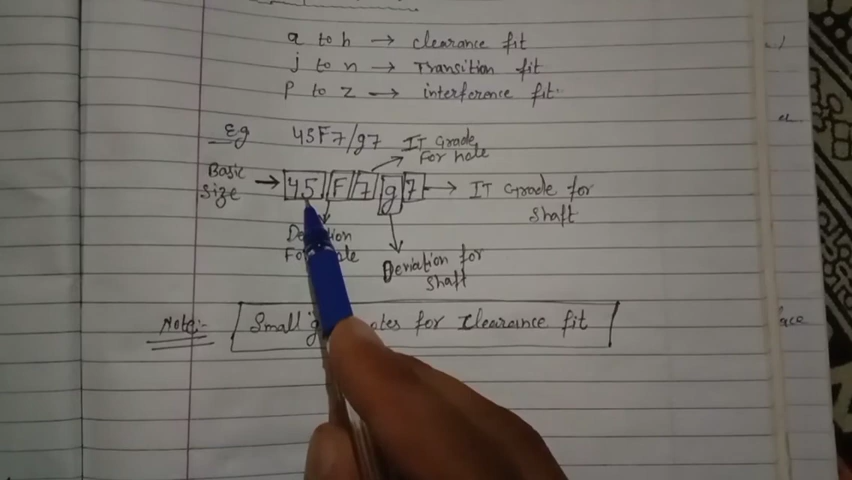 a to h → clearance fit
j to n → Transition fit
P to z → interference fit.
Eg 45F7/g7
IT Grade
For hole
Basic
Size → 45 F 7 g 7 → IT Grade for
Shaft
For
Deviation for
Shaft
Note:- Small g for clearance fit